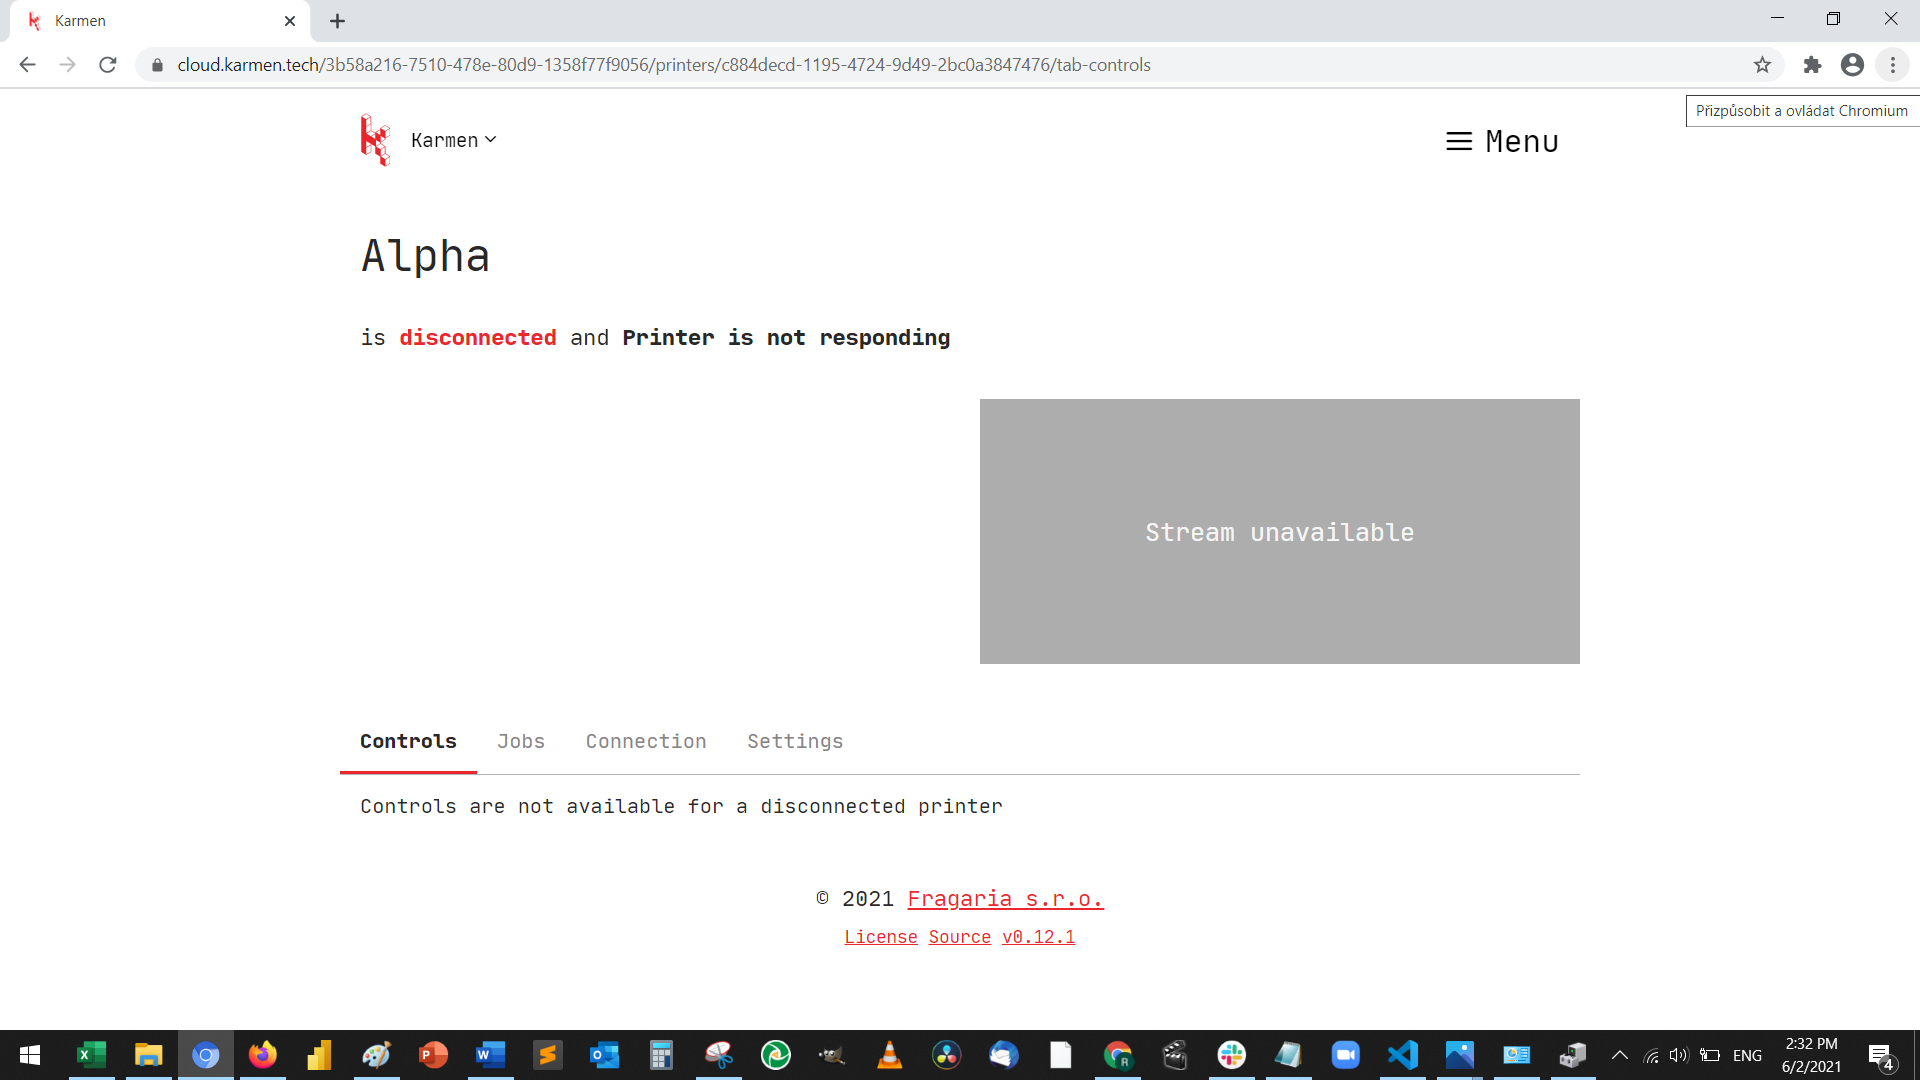 Karmen
cloud.karmen.tech/3b58a216-7510-478e-80d9-1358f77f9056/printers/c884decd-1195-4724-9d49-2bc0a3847476/tab-controls
Přizpůsobit a ovládat Chromium
Karmen
Menu
Alpha
is disconnected and Printer is not responding
Stream unavailable
Controls Jobs Connection Settings
Controls are not available for a disconnected printer
© 2021 Fragaria s.r.o.
License Source v0.12.1
ENG
2:32 PM
6/2/2021
4